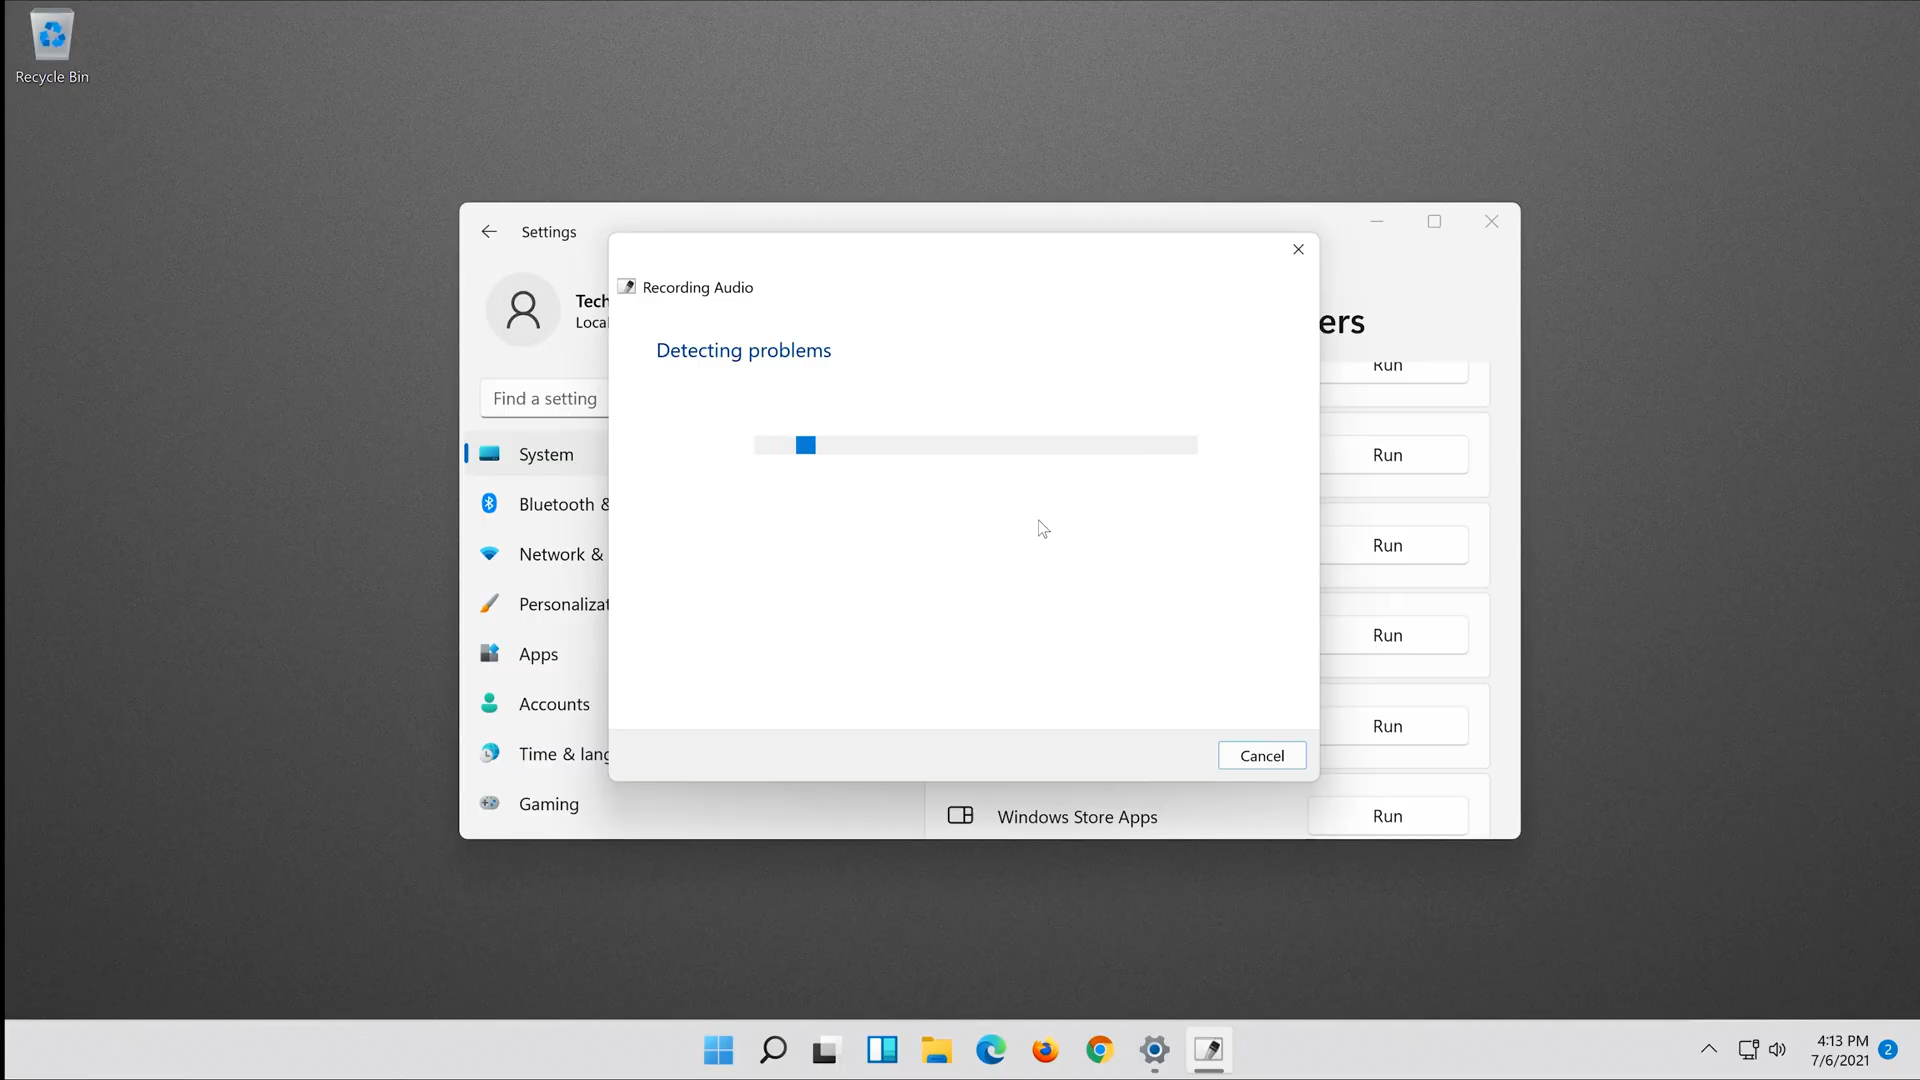 Recycle Bin
Settings
Recording Audio
Tech
Local
ers
Detecting problems
Run
Find a setting
System
Run
Bluetooth &
Network &
Run
Personalizat
Run
Apps
Accounts
Run
Time & lang
Cancel
Gaming
Windows Store Apps
Run
4:13 PM
7/6/2021
2